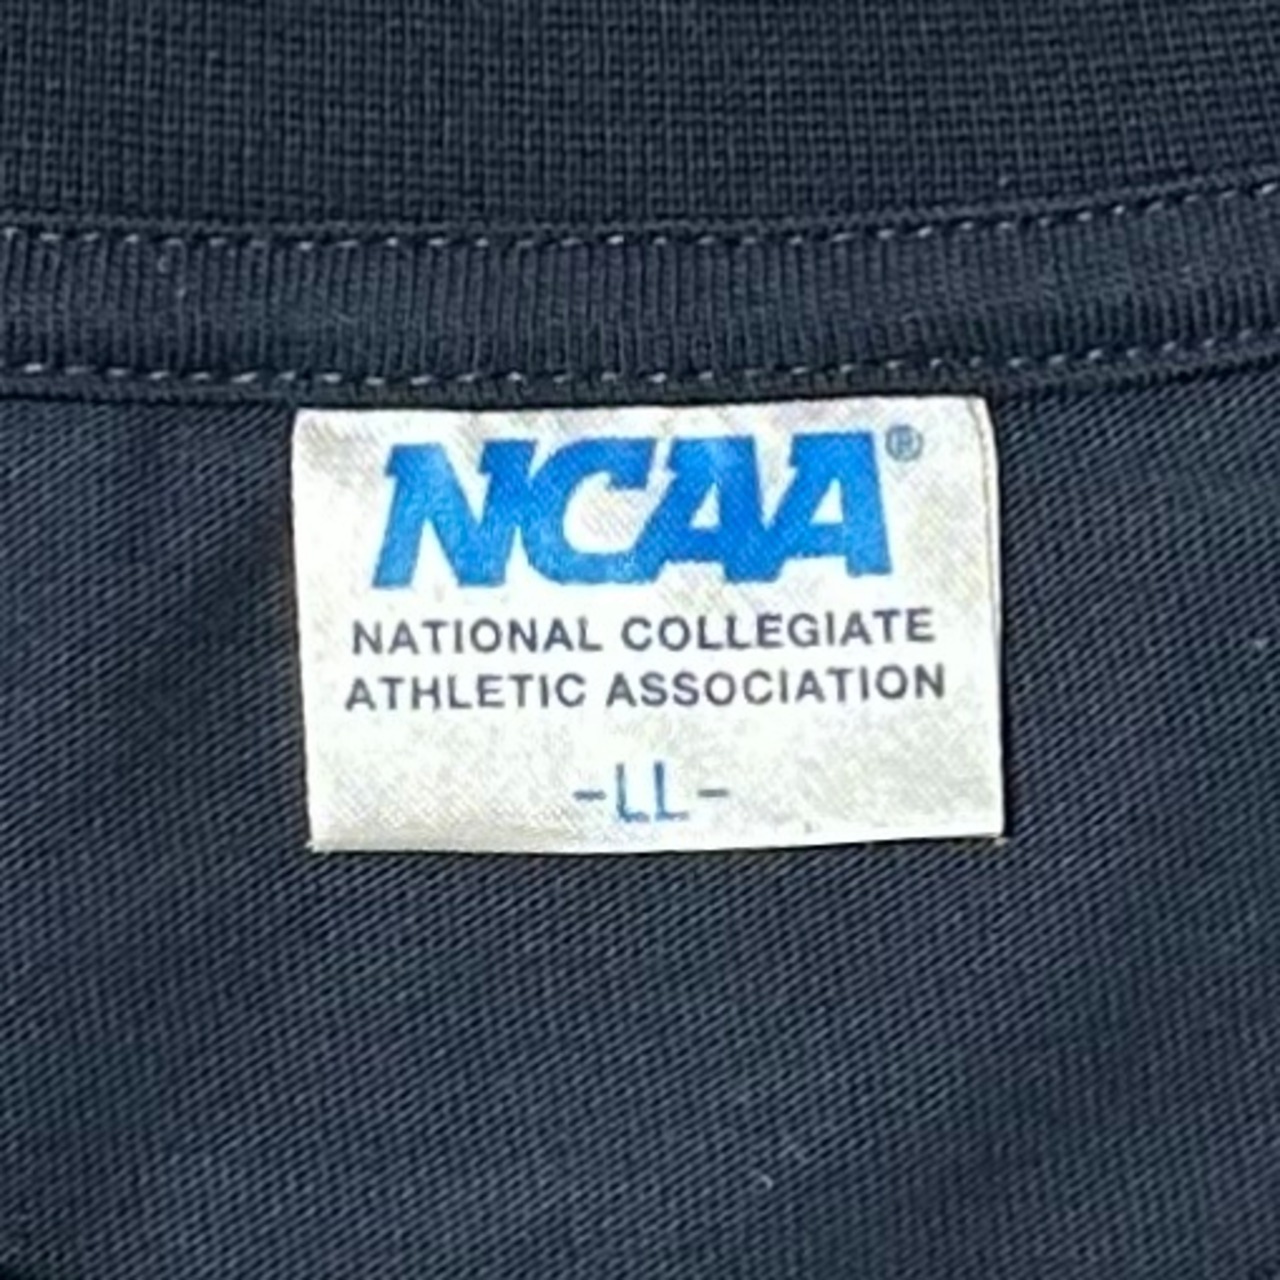 NCAA®
NATIONAL COLLEGIATE
ATHLETIC ASSOCIATION
-LL-